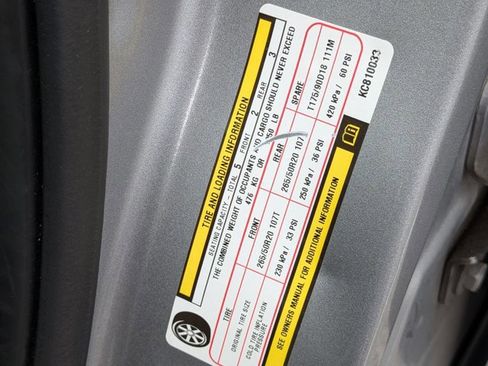 TIRE AND LOADING INFORMATION
SEATING CAPACITY - TOTAL 5 FRONT 2 REAR 3
THE COMBINED WEIGHT OF OCCUPANTS AND CARGO SHOULD NEVER EXCEED
476 KG OR 50 LB
TIRE FRONT REAR SPARE
ORIGINAL TIRE SIZE 265/50R20 107T 265/50R20 107 T175/90D18 111M
COLD TIRE INFLATION PRESSURE 230 kPa / 33 PSI 250 kPa / 36 PSI 420 kPa / 60 PSI
SEE OWNERS MANUAL FOR ADDITIONAL INFORMATION
KC810033